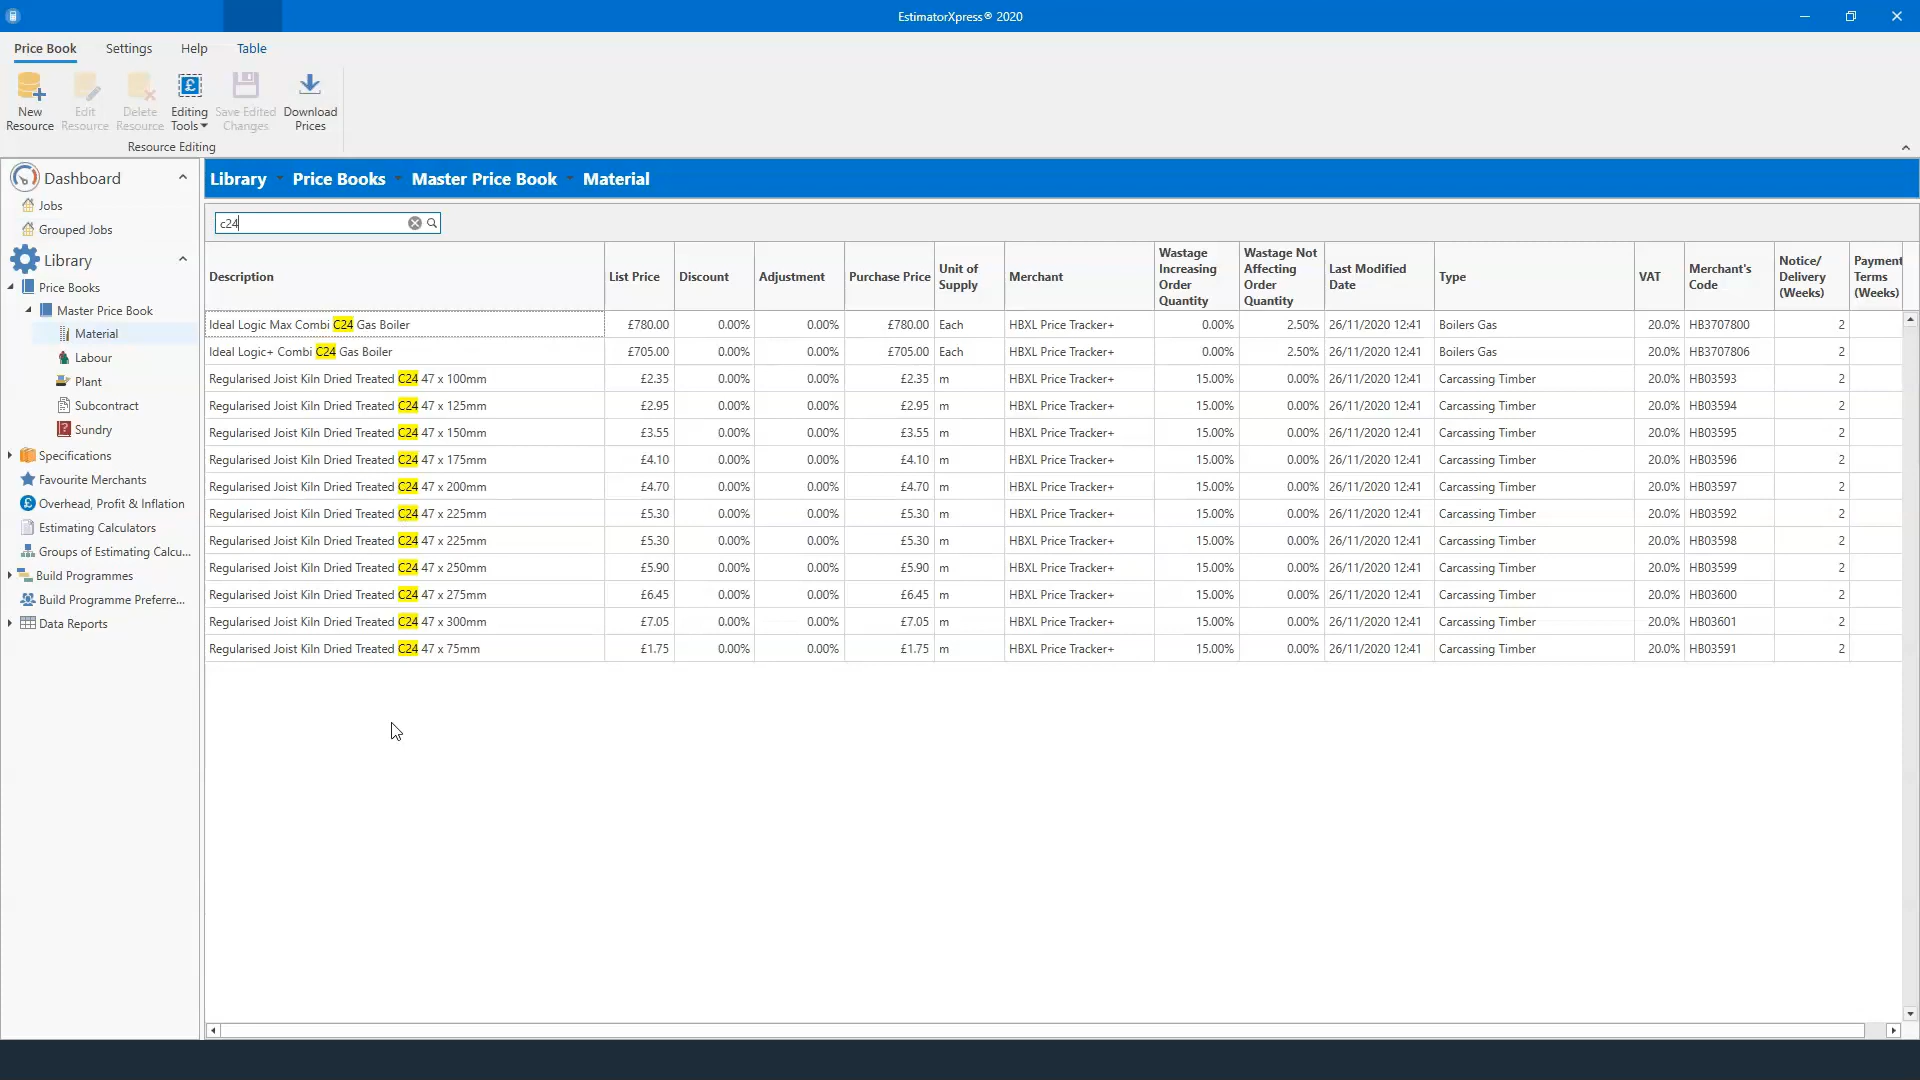 EstimatorXpress® 2020
Price Book Settings Help Table
New Resource
Edit Resource
Delete Resource
Editing Tools
Save Edited Changes
Download Prices
Resource Editing
Dashboard
Jobs
Grouped Jobs
Library
Price Books
Master Price Book
Material
Labour
Plant
Subcontract
Sundry
Specifications
Favourite Merchants
Overhead, Profit & Inflation
Estimating Calculators
Groups of Estimating Calcu...
Build Programmes
Build Programme Preferre...
Data Reports
Library Price Books Master Price Book Material
c24
Description List Price Discount Adjustment Purchase Price Unit of Supply Merchant Wastage Increasing Order Quantity Wastage Not Affecting Order Quantity Last Modified Date Type VAT Merchant's Code Notice/ Delivery (Weeks) Payment Terms (Weeks)
Ideal Logic Max Combi C24 Gas Boiler £780.00 0.00% 0.00% £780.00 Each HBXL Price Tracker+ 0.00% 2.50% 26/11/2020 12:41 Boilers Gas 20.0% HB3707800 2
Ideal Logic+ Combi C24 Gas Boiler £705.00 0.00% 0.00% £705.00 Each HBXL Price Tracker+ 0.00% 2.50% 26/11/2020 12:41 Boilers Gas 20.0% HB3707806 2
Regularised Joist Kiln Dried Treated C24 47 x 100mm £2.35 0.00% 0.00% £2.35 m HBXL Price Tracker+ 15.00% 0.00% 26/11/2020 12:41 Carcassing Timber 20.0% HB03593 2
Regularised Joist Kiln Dried Treated C24 47 x 125mm £2.95 0.00% 0.00% £2.95 m HBXL Price Tracker+ 15.00% 0.00% 26/11/2020 12:41 Carcassing Timber 20.0% HB03594 2
Regularised Joist Kiln Dried Treated C24 47 x 150mm £3.55 0.00% 0.00% £3.55 m HBXL Price Tracker+ 15.00% 0.00% 26/11/2020 12:41 Carcassing Timber 20.0% HB03595 2
Regularised Joist Kiln Dried Treated C24 47 x 175mm £4.10 0.00% 0.00% £4.10 m HBXL Price Tracker+ 15.00% 0.00% 26/11/2020 12:41 Carcassing Timber 20.0% HB03596 2
Regularised Joist Kiln Dried Treated C24 47 x 200mm £4.70 0.00% 0.00% £4.70 m HBXL Price Tracker+ 15.00% 0.00% 26/11/2020 12:41 Carcassing Timber 20.0% HB03597 2
Regularised Joist Kiln Dried Treated C24 47 x 225mm £5.30 0.00% 0.00% £5.30 m HBXL Price Tracker+ 15.00% 0.00% 26/11/2020 12:41 Carcassing Timber 20.0% HB03592 2
Regularised Joist Kiln Dried Treated C24 47 x 225mm £5.30 0.00% 0.00% £5.30 m HBXL Price Tracker+ 15.00% 0.00% 26/11/2020 12:41 Carcassing Timber 20.0% HB03598 2
Regularised Joist Kiln Dried Treated C24 47 x 250mm £5.90 0.00% 0.00% £5.90 m HBXL Price Tracker+ 15.00% 0.00% 26/11/2020 12:41 Carcassing Timber 20.0% HB03599 2
Regularised Joist Kiln Dried Treated C24 47 x 275mm £6.45 0.00% 0.00% £6.45 m HBXL Price Tracker+ 15.00% 0.00% 26/11/2020 12:41 Carcassing Timber 20.0% HB03600 2
Regularised Joist Kiln Dried Treated C24 47 x 300mm £7.05 0.00% 0.00% £7.05 m HBXL Price Tracker+ 15.00% 0.00% 26/11/2020 12:41 Carcassing Timber 20.0% HB03601 2
Regularised Joist Kiln Dried Treated C24 47 x 75mm £1.75 0.00% 0.00% £1.75 m HBXL Price Tracker+ 15.00% 0.00% 26/11/2020 12:41 Carcassing Timber 20.0% HB03591 2